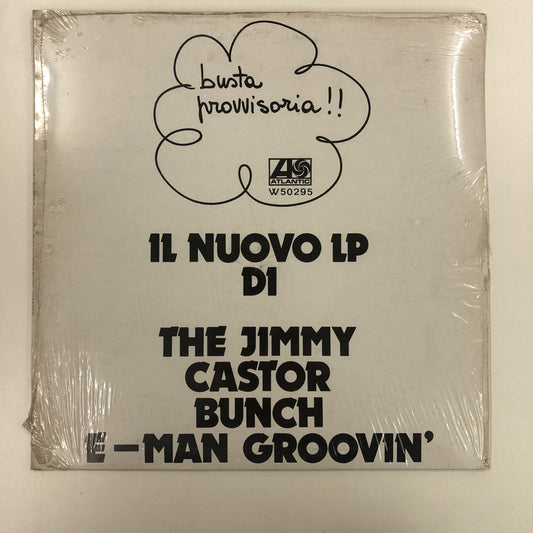 busta
provvisoria!!
ATLANTIC
W50295
IL NUOVO LP
DI
THE JIMMY
CASTOR
BUNCH
E-MAN GROOVIN'